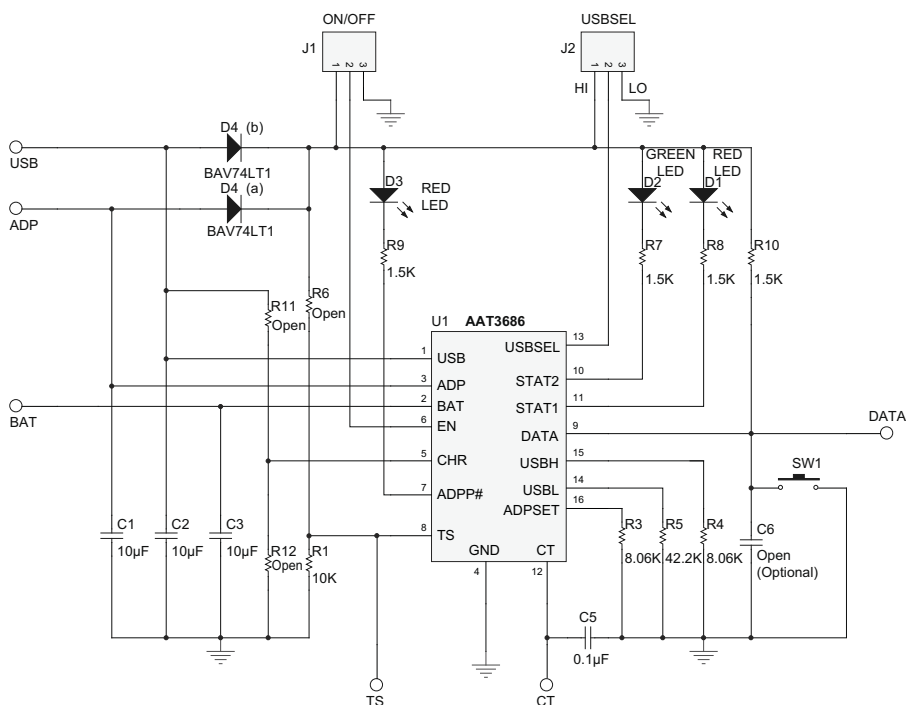 ON/OFF
USBSEL
J1
J2
1 2 3
1 2 3
HI
LO
D4 (b)
USB
BAV74LT1
D4 (a)
ADP
BAV74LT1
D3
RED
LED
GREEN
LED
D2
RED
LED
D1
R9
1.5K
R7
1.5K
R8
1.5K
R10
1.5K
R11
Open
R6
Open
U1 AAT3686
1 USB
3 ADP
2 BAT
6 EN
5 CHR
7 ADPP#
8 TS
USBSEL 13
STAT2 10
STAT1 11
DATA 9
USBH 15
USBL 14
ADPSET 16
GND
4
CT
12
BAT
DATA
SW1
C1
10µF
C2
10µF
C3
10µF
R12
Open
R1
10K
R3
8.06K
R5
42.2K
R4
8.06K
C6
Open
(Optional)
C5
0.1µF
TS
CT